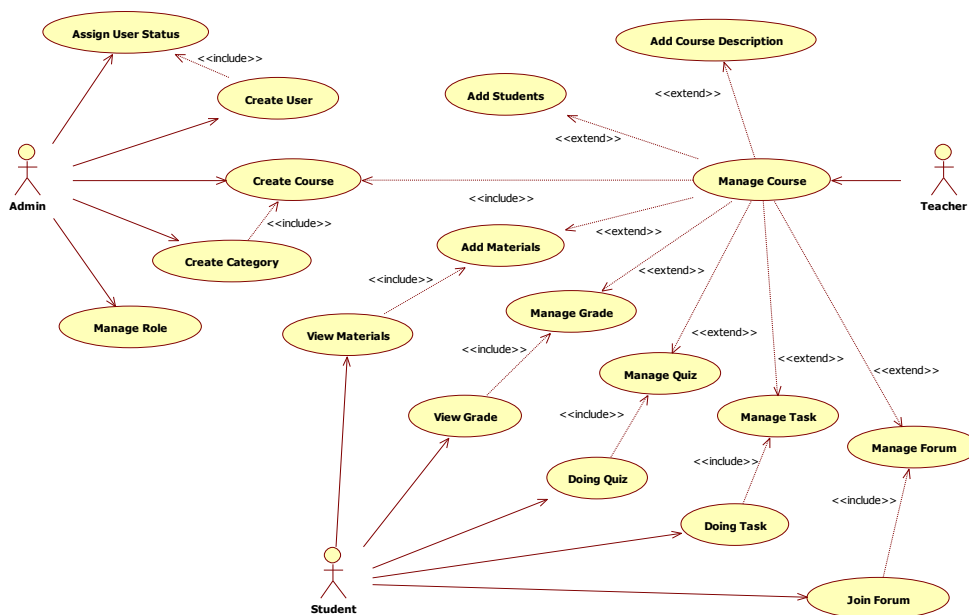 Assign User Status
Add Course Description
<<include>>
Create User
Add Students
<<extend>>
<<extend>>
Admin
Create Course
Manage Course
Teacher
<<include>>
<<include>>
Create Category
Add Materials
<<extend>>
<<include>>
Manage Role
View Materials
Manage Grade
<<extend>>
<<include>>
<<extend>>
Manage Quiz
<<extend>>
<<extend>>
View Grade
<<include>>
Manage Task
Manage Forum
Doing Quiz
<<include>>
<<include>>
Doing Task
Student
Join Forum